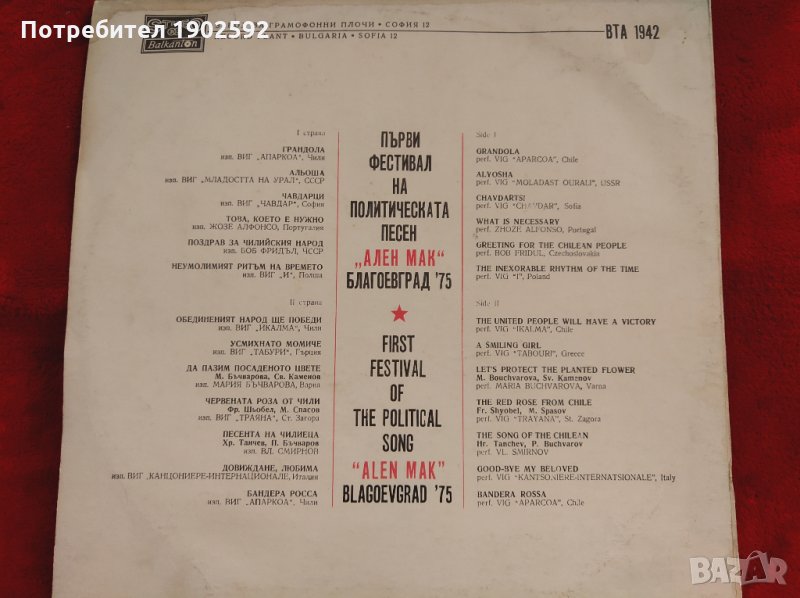 Потребител 1902592
STEREO
Balkanton
ГРАМОФОННИ ПЛОЧИ • СОФИЯ 12
PLANT • BULGARIA • SOFIA 12
ВТА 1942
I страна
ГРАНДОЛА
изп. ВИГ „АПАРКОА“, Чили
АЛЬОША
изп. ВИГ „МЛАДОСТТА НА УРАЛ“, СССР
ЧАВДАРЦИ
изп. ВИГ „ЧАВДАР“, София
ТОВА, КОЕТО Е НУЖНО
изп. ЖОЗЕ АЛФОНСО, Португалия
ПОЗДРАВ ЗА ЧИЛИЙСКИЯ НАРОД
изп. БОБ ФРИДЪЛ, ЧССР
НЕУМОЛИМИЯТ РИТЪМ НА ВРЕМЕТО
изп. ВИГ „И“, Полша
II страна
ОБЕДИНЕНИЯТ НАРОД ЩЕ ПОБЕДИ
изп. ВИГ „ИКАЛМА“, Чили
УСМИХНАТО МОМИЧЕ
изп. ВИГ „ТАБУРИ“, Гърция
ДА ПАЗИМ ПОСАДЕНОТО ЦВЕТЕ
М. Бъчварова, Св. Каменов
изп. МАРИЯ БЪЧВАРОВА, Варна
ЧЕРВЕНАТА РОЗА ОТ ЧИЛИ
Фр. Шьобел, М. Спасов
изп. ВИГ „ТРАЯНА“, Ст. Загора
ПЕСЕНТА НА ЧИЛИЕЦА
Хр. Танчев, П. Бъчваров
изп. ВЛ. СМИРНОВ
ДОВИЖДАНЕ, ЛЮБИМА
изп. ВИГ „КАНЦОНИЕРЕ-ИНТЕРНАЦИОНАЛЕ“, Италия
БАНДЕРА РОССА
изп. ВИГ „АПАРКОА“, Чили
ПЪРВИ
ФЕСТИВАЛ
НА
ПОЛИТИЧЕСКАТА
ПЕСЕН
„АЛЕН МАК“
БЛАГОЕВГРАД '75
FIRST
FESTIVAL
OF
THE POLITICAL
SONG
"ALEN MAK"
BLAGOEVGRAD '75
Side I
GRANDOLA
perf. VIG "APARCOA", Chile
ALYOSHA
perf. VIG "MOLADAST OURALI", USSR
CHAVDARTSI
perf. VIG "CHAVDAR", Sofia
WHAT IS NECESSARY
perf. ZHOZE ALFONSO, Portugal
GREETING FOR THE CHILEAN PEOPLE
perf. BOB FRIDUL, Czechoslovakia
THE INEXORABLE RHYTHM OF THE TIME
perf. VIG "I", Poland
Side II
THE UNITED PEOPLE WILL HAVE A VICTORY
perf. VIG "IKALMA", Chile
A SMILING GIRL
perf. VIG "TABOURI", Greece
LET'S PROTECT THE PLANTED FLOWER
M. Bouchvarova, Sv. Kamenov
perf. MARIA BUCHVAROVA, Varna
THE RED ROSE FROM CHILE
Fr. Shyobel, M. Spasov
perf. VIG "TRAYANA", St. Zagora
THE SONG OF THE CHILEAN
Hr. Tanchev, P. Buchvarov
perf. VL. SMIRNOV
GOOD-BYE MY BELOVED
perf. VIG "KANTSONIERE-INTERNATSIONALE", Italy
BANDERA ROSSA
perf. VIG "APARCOA", Chile
BAZAR